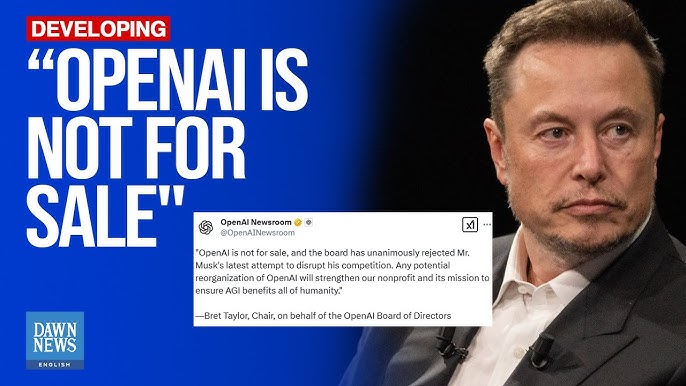 DEVELOPING
“OPENAI IS
NOT FOR
SALE"
OpenAI Newsroom
@OpenAINewsroom
"OpenAI is not for sale, and the board has unanimously rejected Mr.
Musk's latest attempt to disrupt his competition. Any potential
reorganization of OpenAI will strengthen our nonprofit and its mission to
ensure AGI benefits all of humanity."
—Bret Taylor, Chair, on behalf of the OpenAI Board of Directors
DAWN
NEWS
ENGLISH